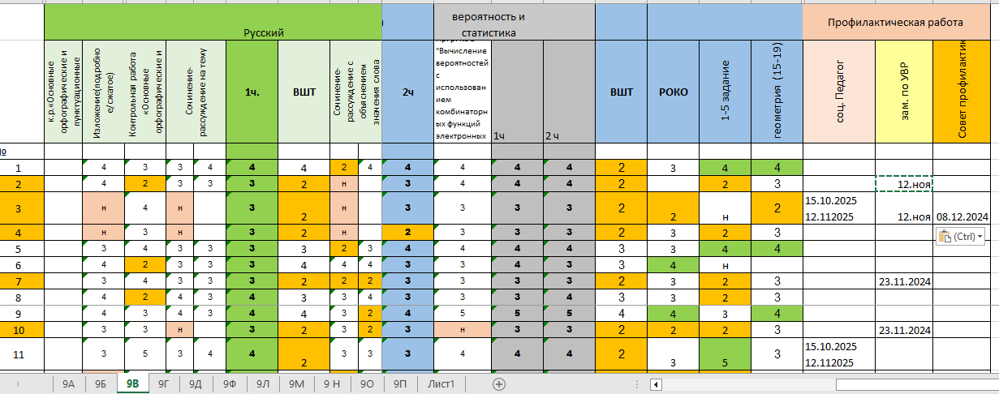 Русский
вероятность и
статистика
Профилактическая работа
к.р.«Основные
орфографические и
пунктуационные
Изложение(подробно
е/сжатое)
Контрольная работа
«Основные
орфографические и
Сочинение-
рассуждение на тему
1ч.
ВШТ
Сочинение-
рассуждение с
объяснением
значения слова
2ч
"Вычисление
вероятностей
с
использован
ием
комбинаторн
ых функций
электронных
1ч
2 ч
ВШТ
РОКО
1-5 задание
геометрия (15-19)
соц. Педагог
зам. по УВР
Совет профилактик
№
1 4 3 3 4 4 4 2 4 4 4 4 4 2 3 4 4
2 4 2 3 3 3 2 н 3 4 4 4 2 2 3 12.ноя
3 н 4 н 3 2 н 3 3 3 3 2 2 н 2 15.10.2025
12.112025 12.ноя 08.12.2024
4 н 3 н 3 2 н 2 3 3 3 2 3 2 3
5 3 4 3 3 3 3 2 3 4 4 4 4 3 3 4 4
6 4 2 3 3 3 4 4 4 3 3 4 4 3 4 н
7 3 4 3 3 3 2 2 2 3 3 3 3 2 3 2 3 23.11.2024
8 4 2 4 3 4 3 3 4 3 3 3 3 3 3 2 3
9 4 3 4 4 4 4 3 2 4 5 5 5 4 4 3 4
10 3 3 н 3 2 3 2 3 н 3 3 2 2 2 3 23.11.2024
11 3 5 3 4 4 2 3 3 3 4 4 4 2 3 5 3 15.10.2025
12.112025
(Ctrl)
9А 9Б 9В 9Г 9Д 9Ф 9Л 9М 9 Н 9О 9П Лист1